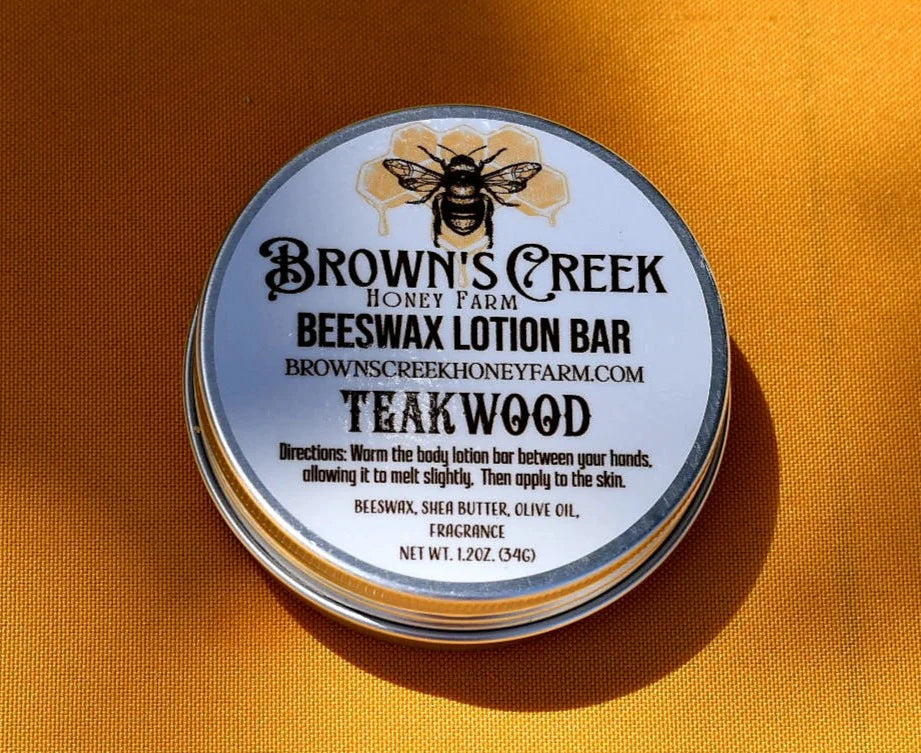 BROWN'S CREEK
HONEY FARM
BEESWAX LOTION BAR
BROWNSCREEKHONEYFARM.COM
TEAKWOOD
Directions: Warm the body lotion bar between your hands,
allowing it to melt slightly. Then apply to the skin.
BEESWAX, SHEA BUTTER, OLIVE OIL,
FRAGRANCE
NET WT. 1.2OZ. (34G)